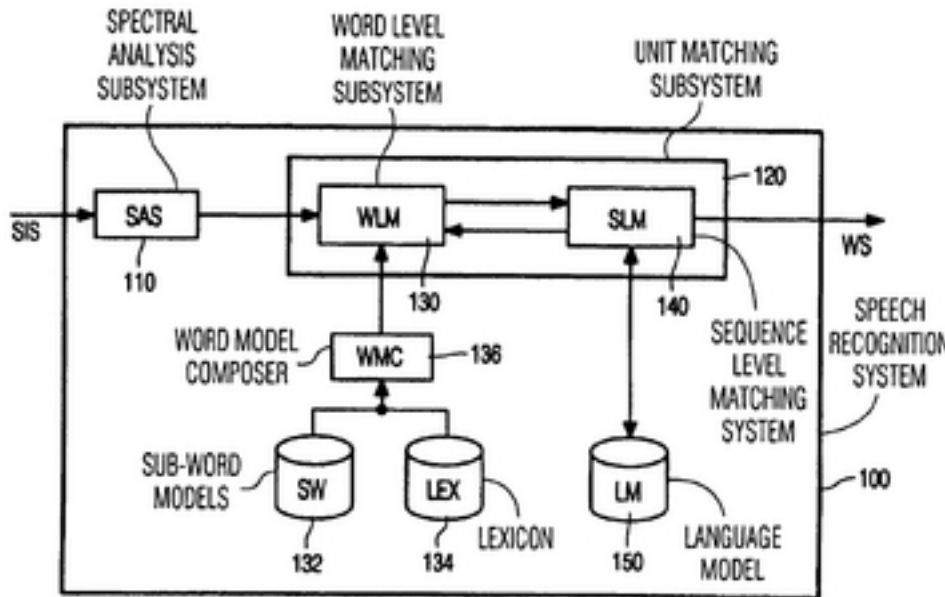 SPECTRAL
ANALYSIS
SUBSYSTEM
WORD LEVEL
MATCHING
SUBSYSTEM
UNIT MATCHING
SUBSYSTEM
120
SIS
SAS
WLM
SLM
WS
110
130
140
WORD MODEL
COMPOSER
WMC
136
SEQUENCE
LEVEL
MATCHING
SYSTEM
SPEECH
RECOGNITION
SYSTEM
SUB-WORD
MODELS
SW
LEX
LM
100
132
134
LEXICON
150
LANGUAGE
MODEL